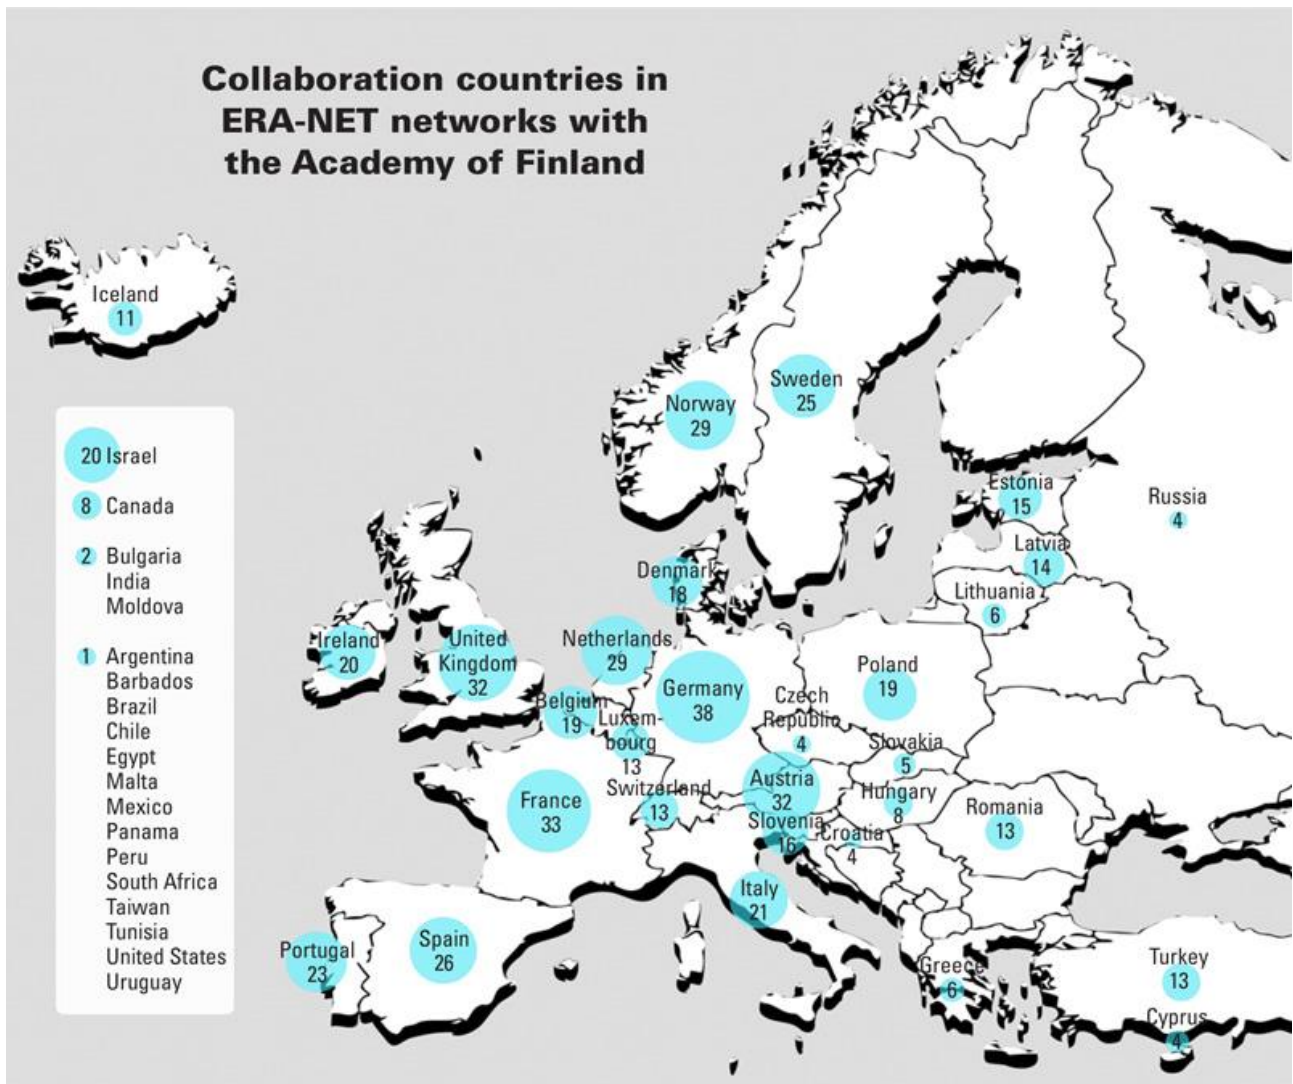 Collaboration countries in
ERA-NET networks with
the Academy of Finland
Iceland
11
20 Israel
8 Canada
2 Bulgaria
India
Moldova
1 Argentina
Barbados
Brazil
Chile
Egypt
Malta
Mexico
Panama
Peru
South Africa
Taiwan
Tunisia
United States
Uruguay
Norway
29
Sweden
25
Estonia
15
Russia
4
Latvia
14
Lithuania
6
Denmark
18
Ireland
20
United
Kingdom
32
Netherlands
29
Belgium
19
Luxem-
bourg
13
Germany
38
Poland
19
Czech
Republic
4
Slovakia
5
Austria
32
Hungary
8
Switzerland
13
France
33
Slovenia
16
Croatia
4
Romania
13
Italy
21
Portugal
23
Spain
26
Greece
6
Turkey
13
Cyprus
4